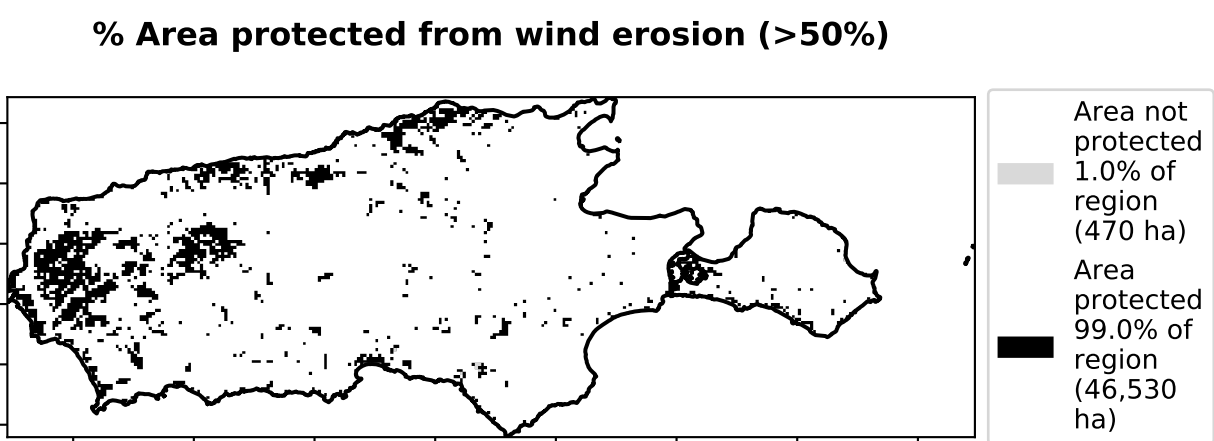 % Area protected from wind erosion (>50%)
Area not
protected
1.0% of
region
(470 ha)
Area
protected
99.0% of
region
(46,530
ha)